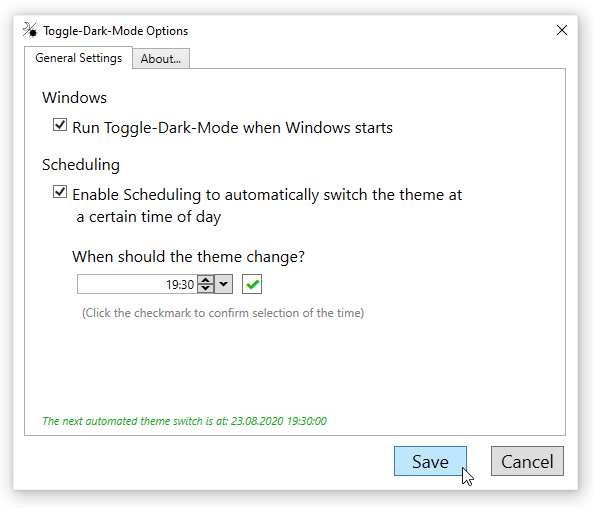 Toggle-Dark-Mode Options
General Settings
About...
Windows
Run Toggle-Dark-Mode when Windows starts
Scheduling
Enable Scheduling to automatically switch the theme at
a certain time of day
When should the theme change?
19:30
(Click the checkmark to confirm selection of the time)
The next automated theme switch is at: 23.08.2020 19:30:00
Save
Cancel